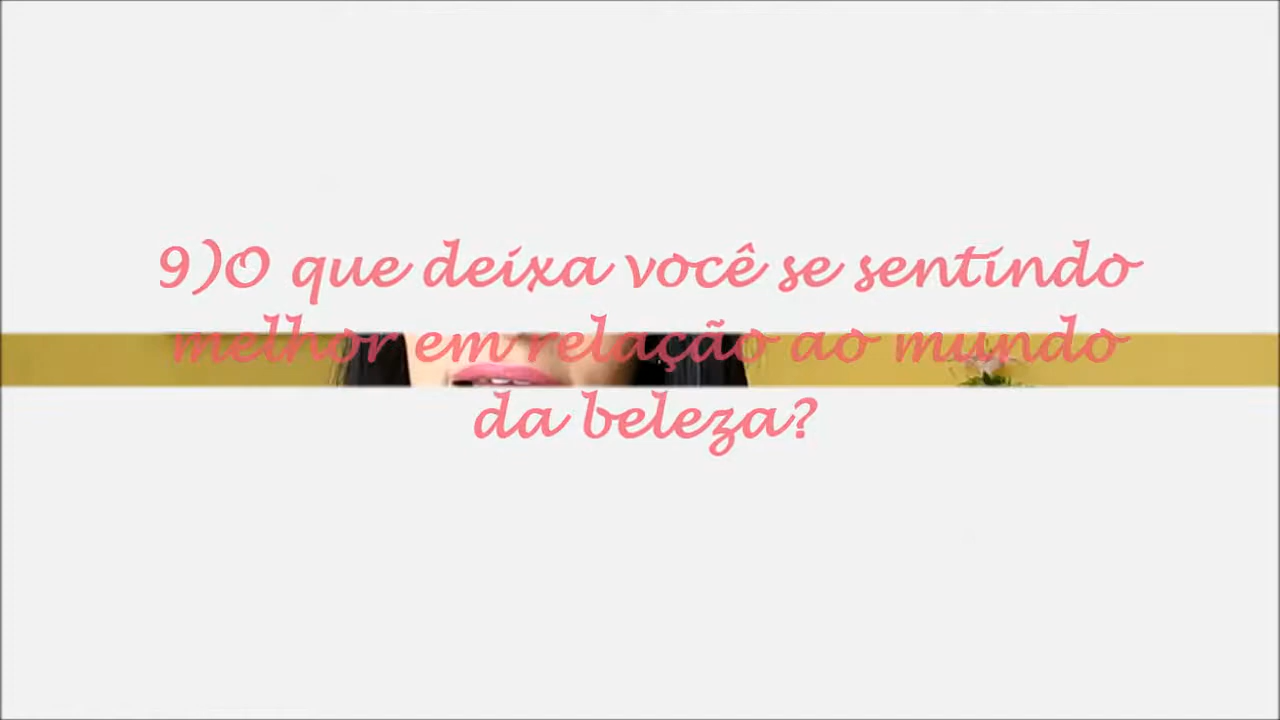 9)O que deixa você se sentindo
melhor em relação ao mundo
da beleza?